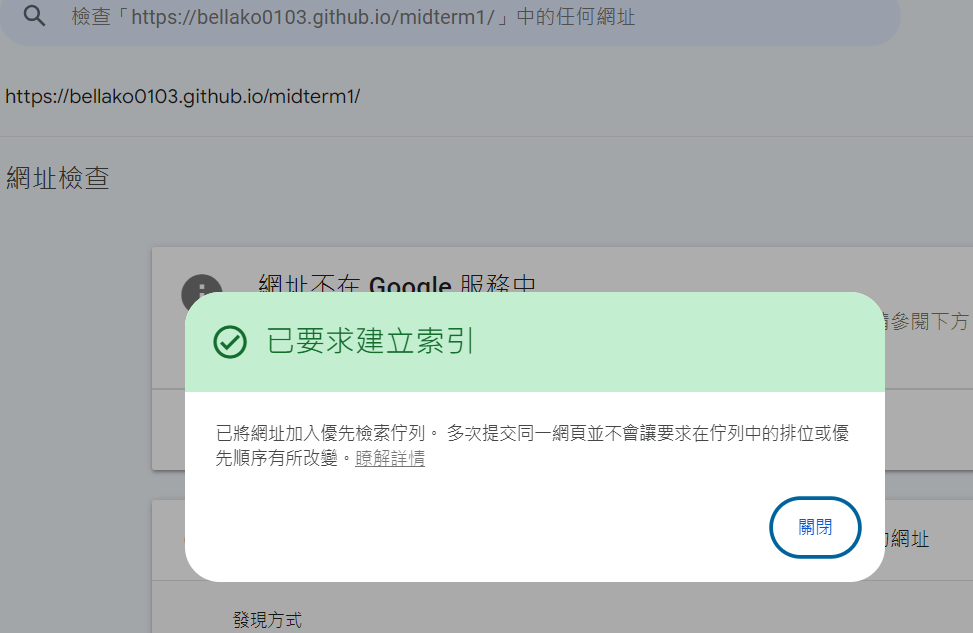 檢查「https://bellako0103.github.io/midterm1/」中的任何網址
https://bellako0103.github.io/midterm1/
網址檢查
網址不在 Google 服務中
參閱下方
已要求建立索引
已將網址加入優先檢索佇列。 多次提交同一網頁並不會讓要求在佇列中的排位或優
先順序有所改變。瞭解詳情
關閉
網址
發現方式